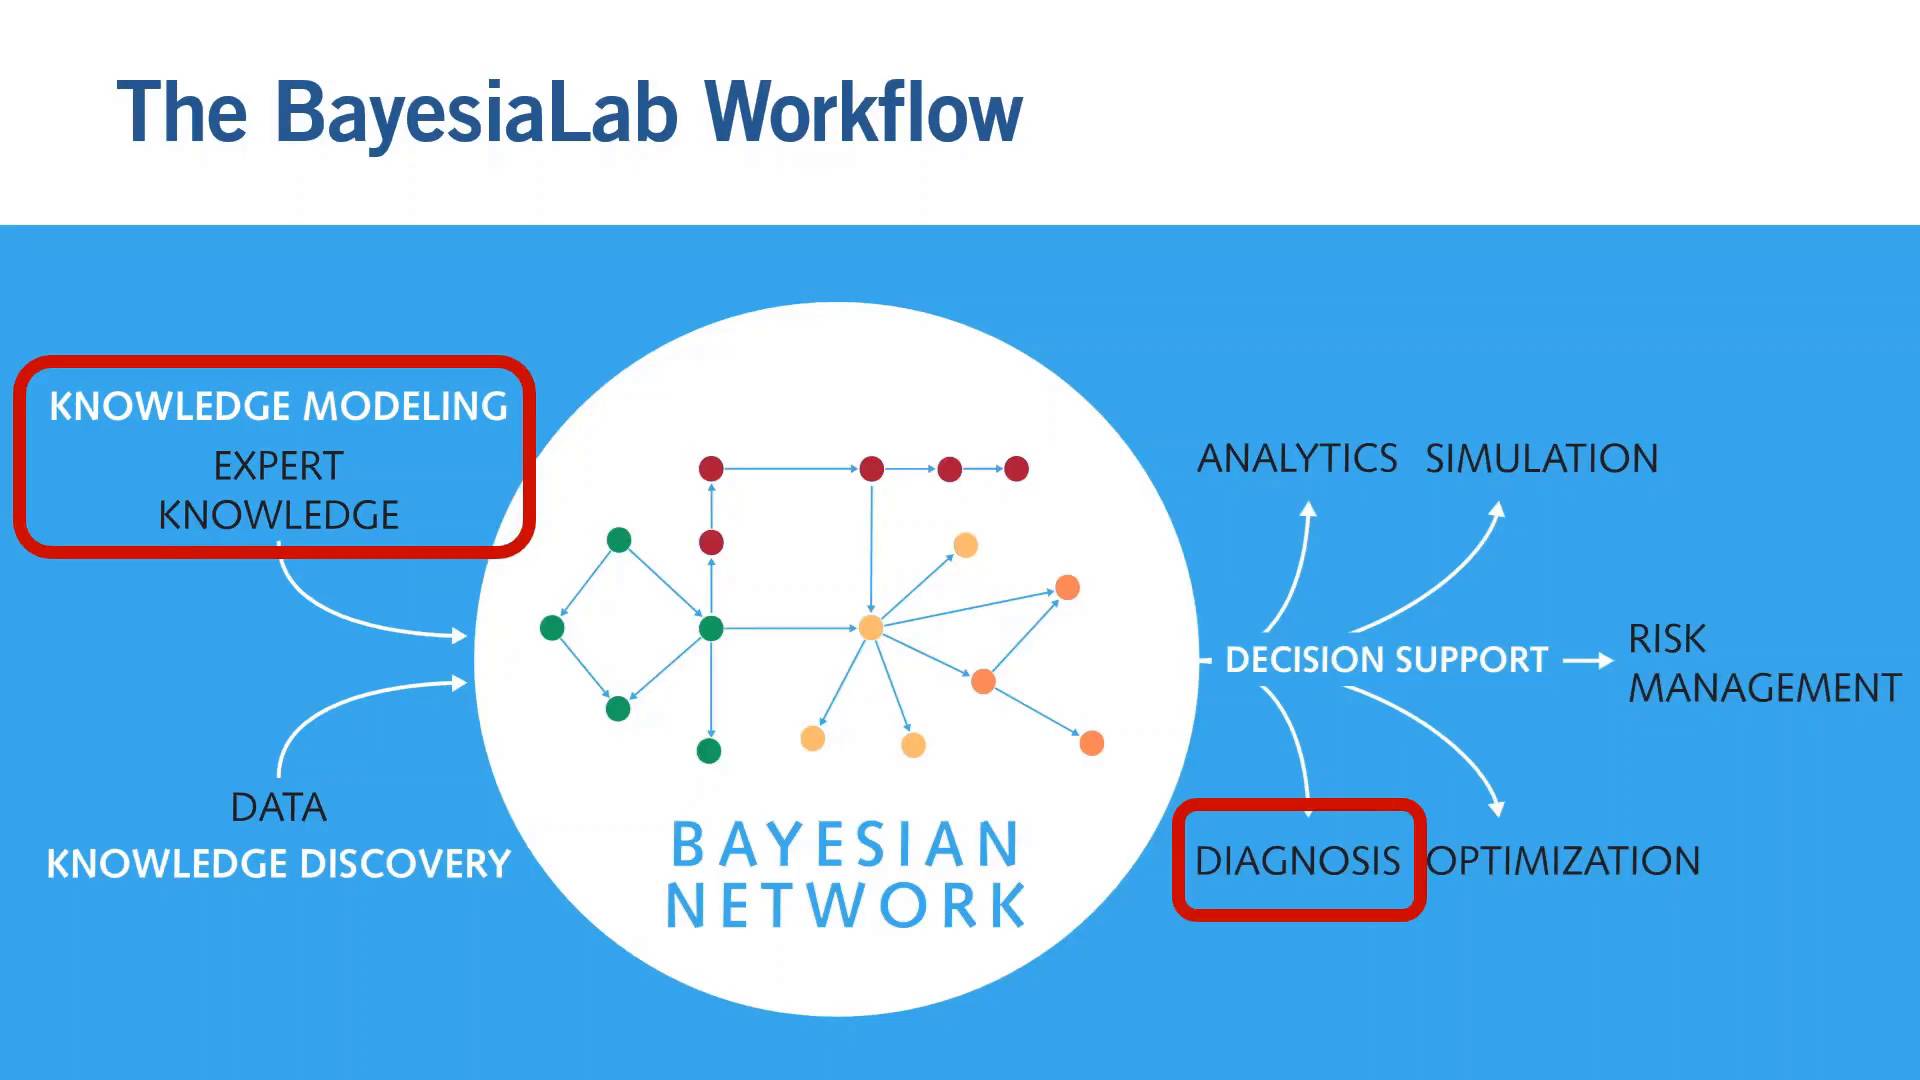 The BayesiaLab Workflow
KNOWLEDGE MODELING
EXPERT
KNOWLEDGE
DATA
KNOWLEDGE DISCOVERY
BAYESIAN
NETWORK
ANALYTICS SIMULATION
DECISION SUPPORT
RISK
MANAGEMENT
DIAGNOSIS OPTIMIZATION